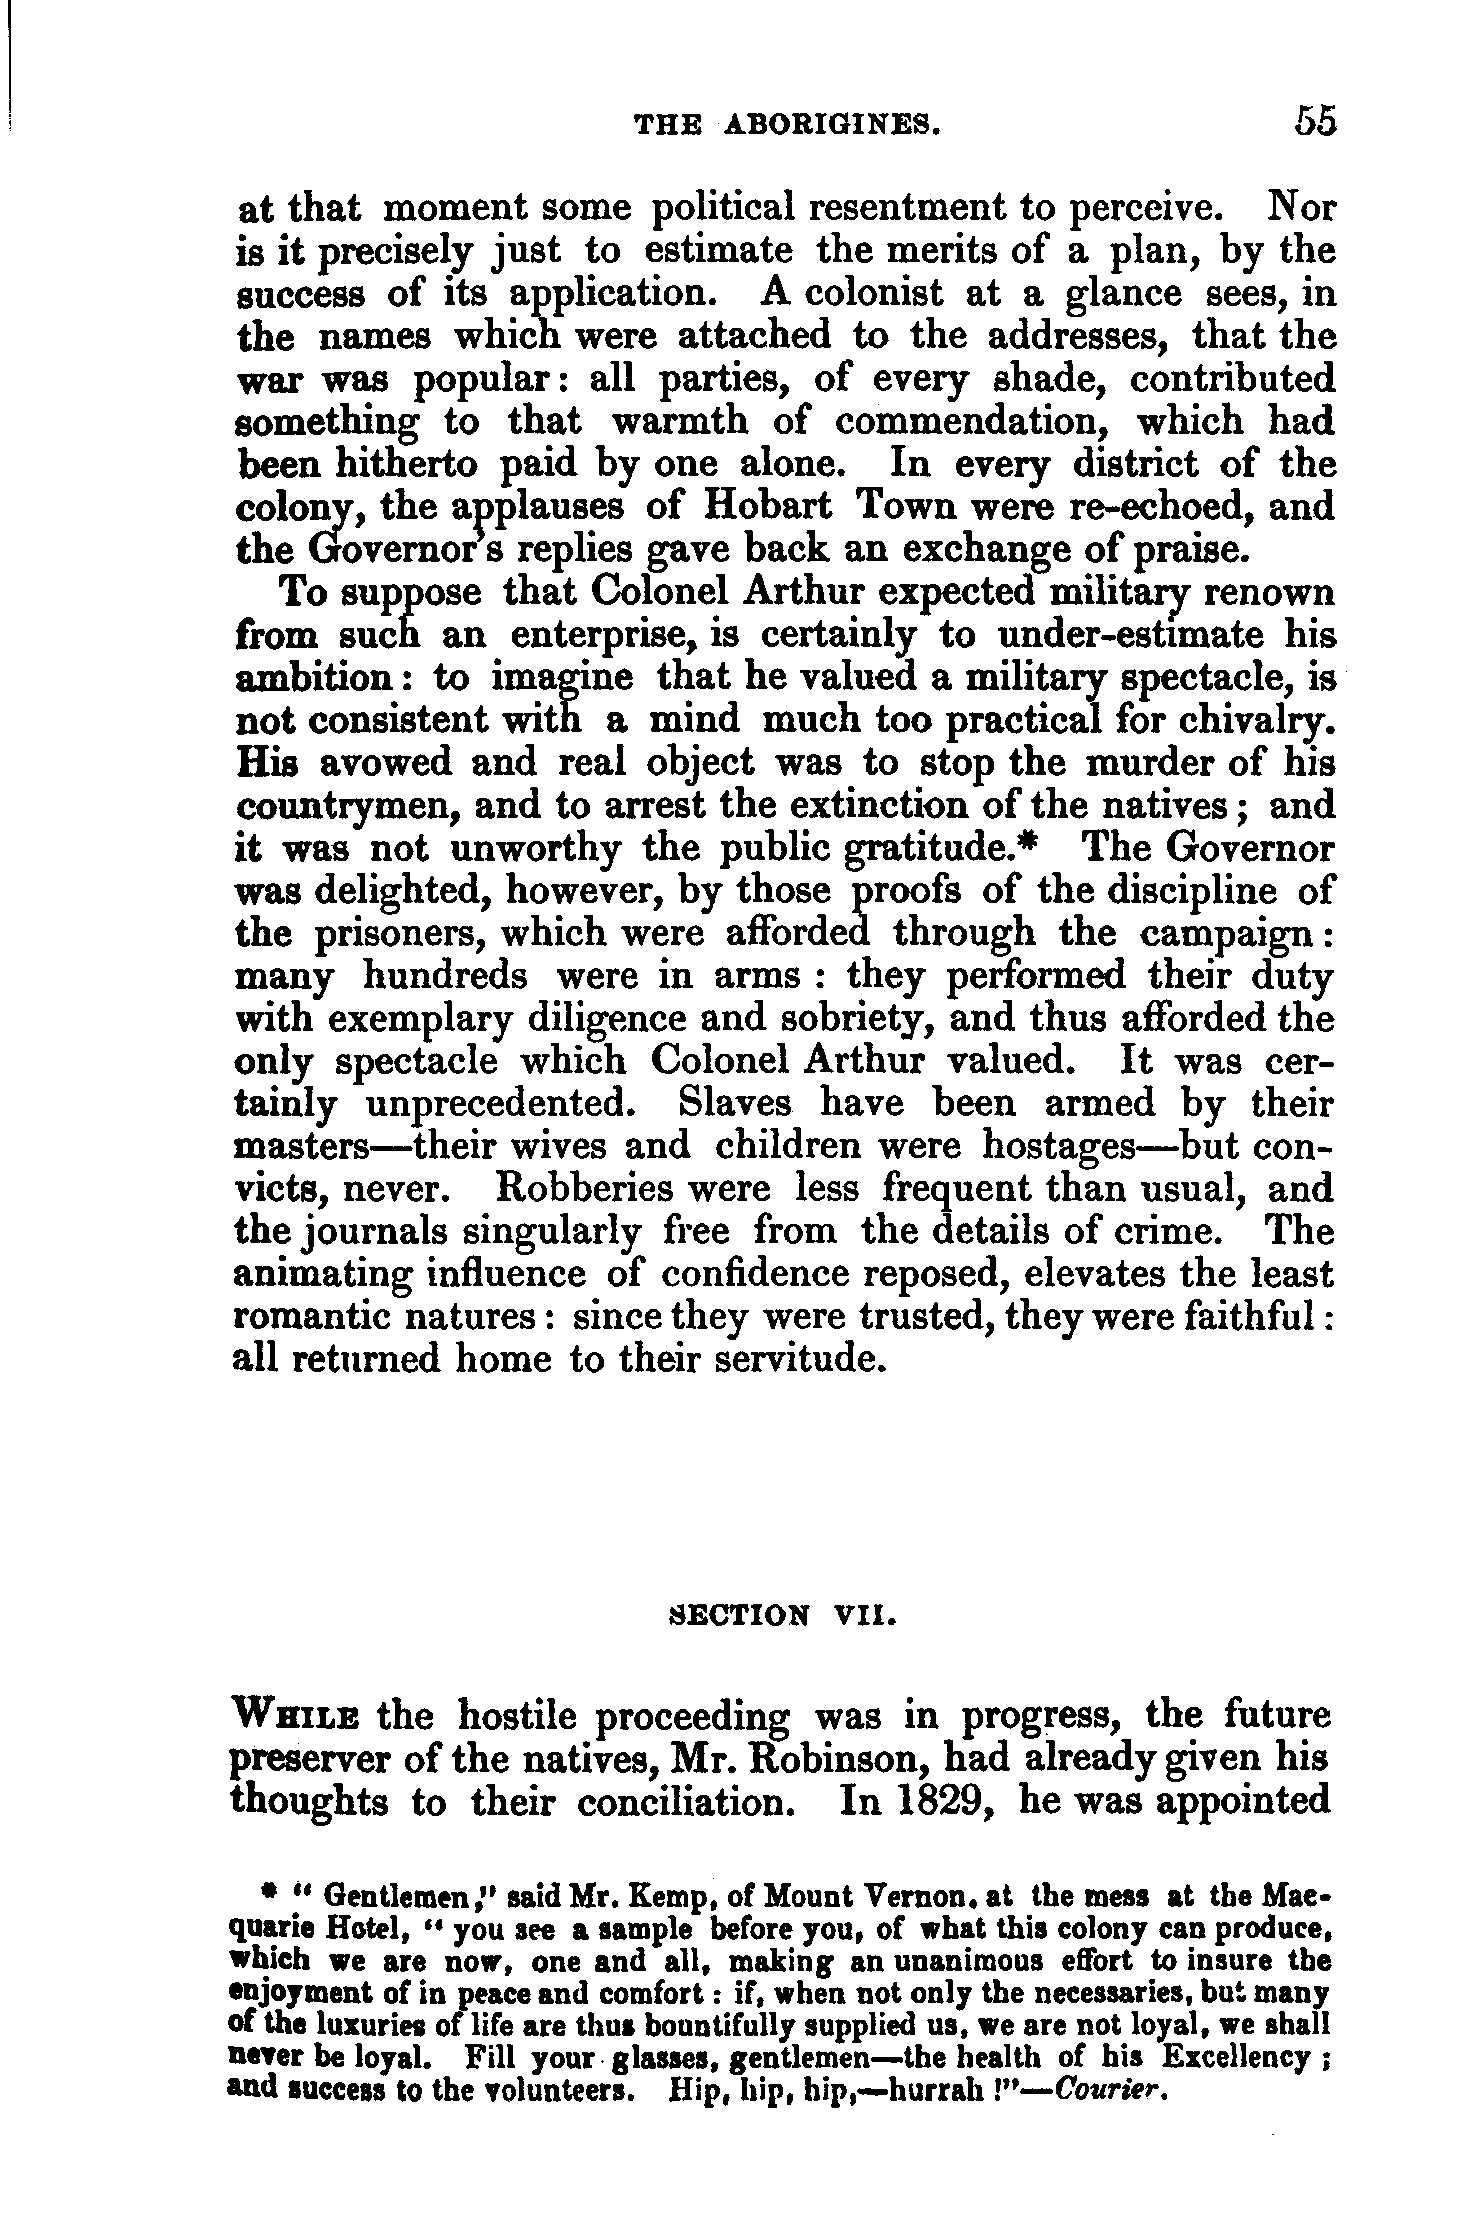 THE ABORIGINES. 55
at that moment some political resentment to perceive. Nor
is it precisely just to estimate the merits of a plan, by the
success of its application. A colonist at a glance sees, in
the names which were attached to the addresses, that the
war was popular: all parties, of every shade, contributed
something to that warmth of commendation, which had
been hitherto paid by one alone. In every district of the
colony, the applauses of Hobart Town were re-echoed, and
the Governor's replies gave back an exchange of praise.
To suppose that Colonel Arthur expected military renown
from such an enterprise, is certainly to under-estimate his
ambition: to imagine that he valued a military spectacle, is
not consistent with a mind much too practical for chivalry.
His avowed and real object was to stop the murder of his
countrymen, and to arrest the extinction of the natives; and
it was not unworthy the public gratitude.* The Governor
was delighted, however, by those proofs of the discipline of
the prisoners, which were afforded through the campaign:
many hundreds were in arms: they performed their duty
with exemplary diligence and sobriety, and thus afforded the
only spectacle which Colonel Arthur valued. It was cer-
tainly unprecedented. Slaves have been armed by their
masters—their wives and children were hostages—but con-
victs, never. Robberies were less frequent than usual, and
the journals singularly free from the details of crime. The
animating influence of confidence reposed, elevates the least
romantic natures: since they were trusted, they were faithful:
all returned home to their servitude.
SECTION VII.
WHILE the hostile proceeding was in progress, the future
preserver of the natives, Mr. Robinson, had already given his
thoughts to their conciliation. In 1829, he was appointed
* "Gentlemen," said Mr. Kemp, of Mount Vernon, at the mess at the Mac-
quarie Hotel, "you see a sample before you, of what this colony can produce,
which we are now, one and all, making an unanimous effort to insure the
enjoyment of in peace and comfort: if, when not only the necessaries, but many
of the luxuries of life are thus bountifully supplied us, we are not loyal, we shall
never be loyal. Fill your glasses, gentlemen—the health of his Excellency;
and success to the volunteers. Hip, hip, hip,—hurrah!"—Courier.